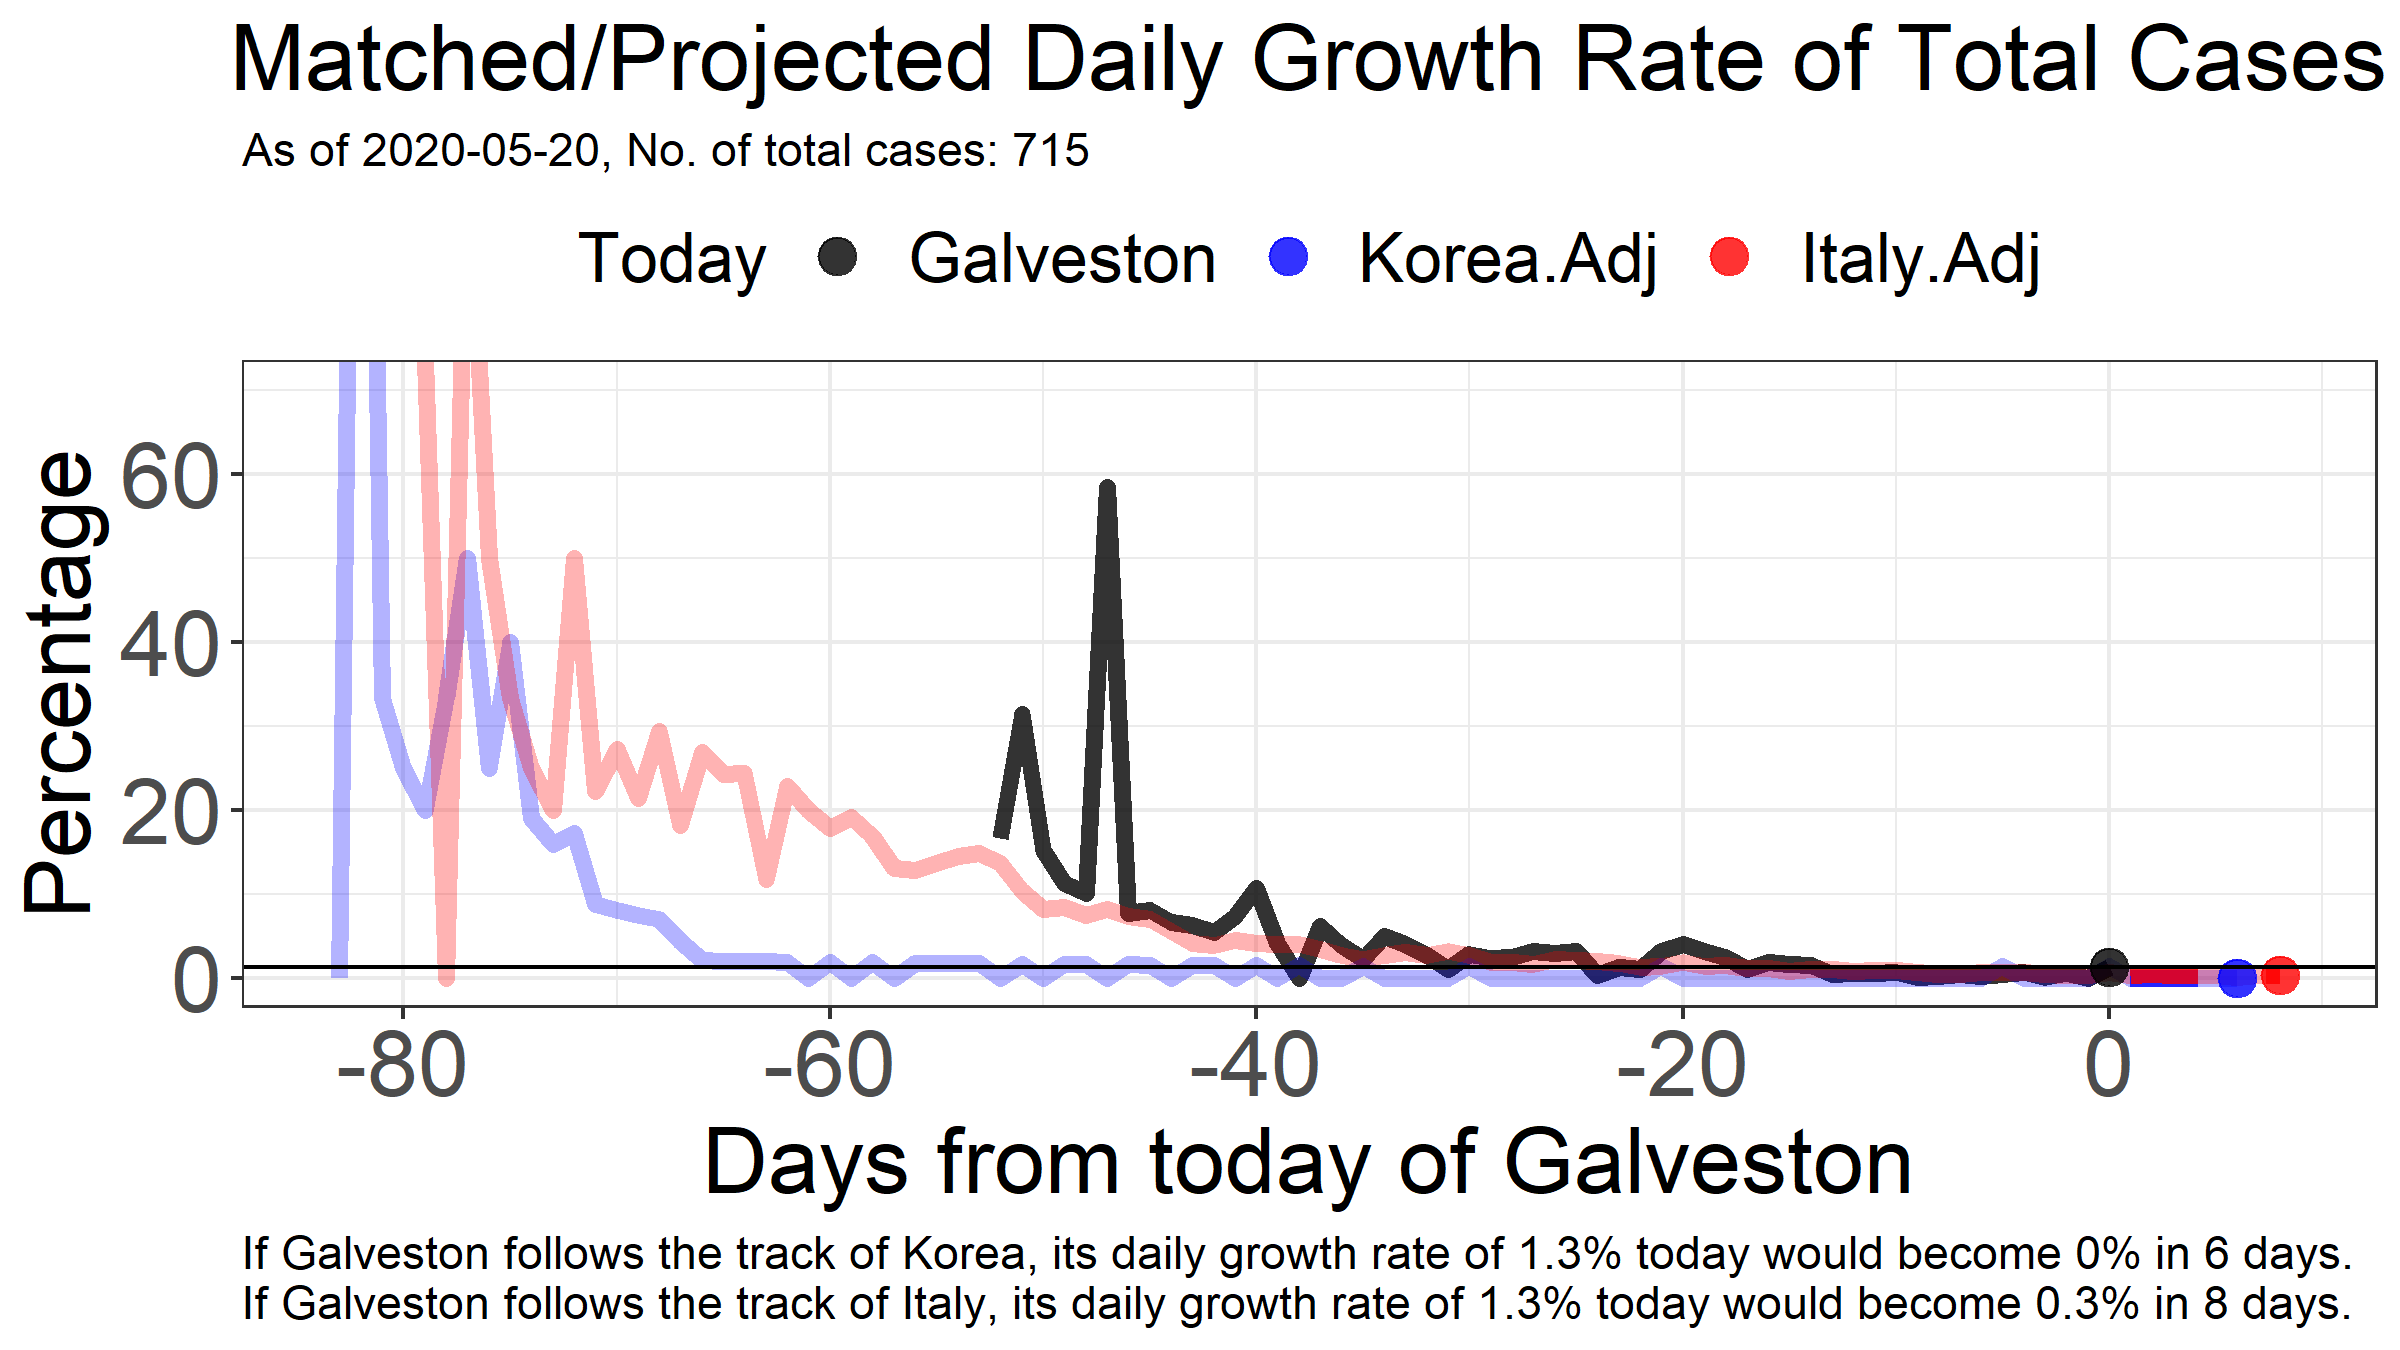 Matched/Projected Daily Growth Rate of Total Cases
As of 2020-05-20, No. of total cases: 715
Today Galveston Korea.Adj Italy.Adj
Percentage
60
40
20
0
-80 -60 -40 -20 0
Days from today of Galveston
If Galveston follows the track of Korea, its daily growth rate of 1.3% today would become 0% in 6 days.
If Galveston follows the track of Italy, its daily growth rate of 1.3% today would become 0.3% in 8 days.